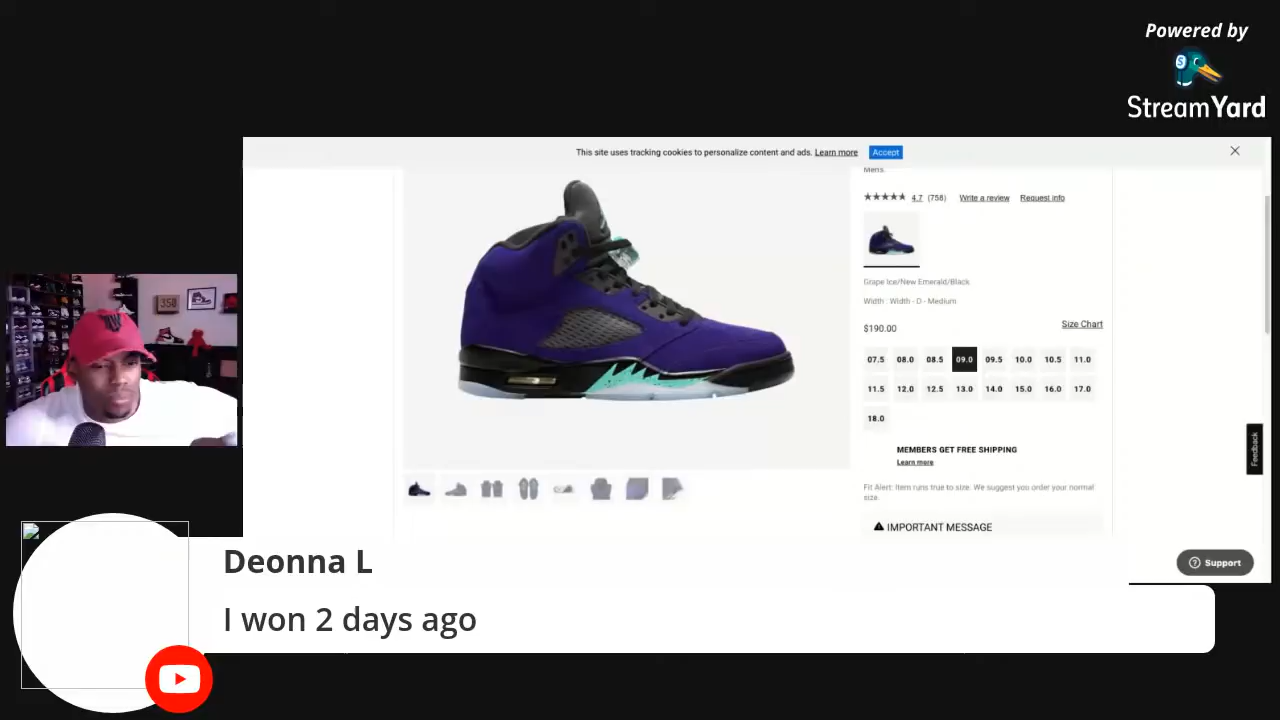 Powered by
StreamYard
This site uses tracking cookies to personalize content and ads. Learn more Accept
Mens
4.7 (758) Write a review Request info
Grape Ice/New Emerald/Black
Width : Width - D - Medium
$190.00 Size Chart
07.5 08.0 08.5 09.0 09.5 10.0 10.5 11.0
11.5 12.0 12.5 13.0 14.0 15.0 16.0 17.0
18.0
MEMBERS GET FREE SHIPPING
Learn more
Feedback
Fit Alert: Item runs true to size. We suggest you order your normal
size.
IMPORTANT MESSAGE
Support
350
Deonna L
I won 2 days ago